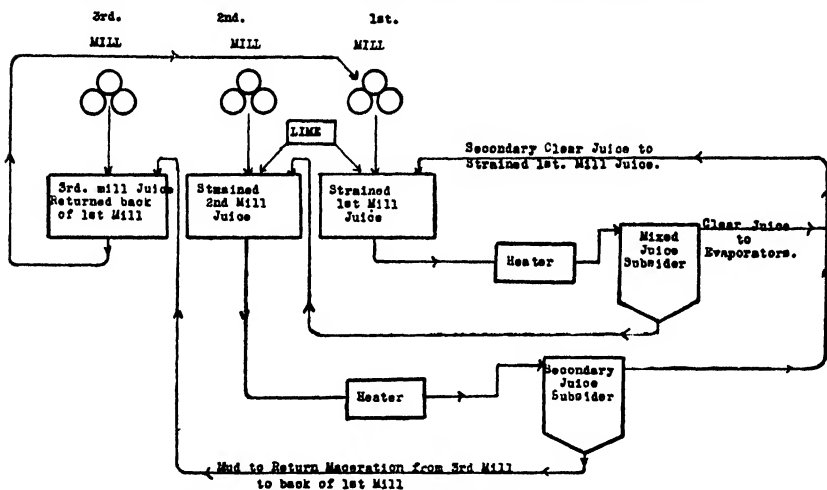 3rd. 2nd. 1st.
MILL MILL MILL
LIME
Secondary Clear Juice to
Strained 1st. Mill Juice.
3rd. mill Juice
Returned back
of 1st Mill
Strained
2nd Mill
Juice
Strained
1st Mill
Juice
Heater
Mixed
Juice
Subsider
Clear Juice
to
Evaporators.
Heater
Secondary
Juice
Subsider
Mud to Return Maceration from 3rd Mill
to back of 1st Mill